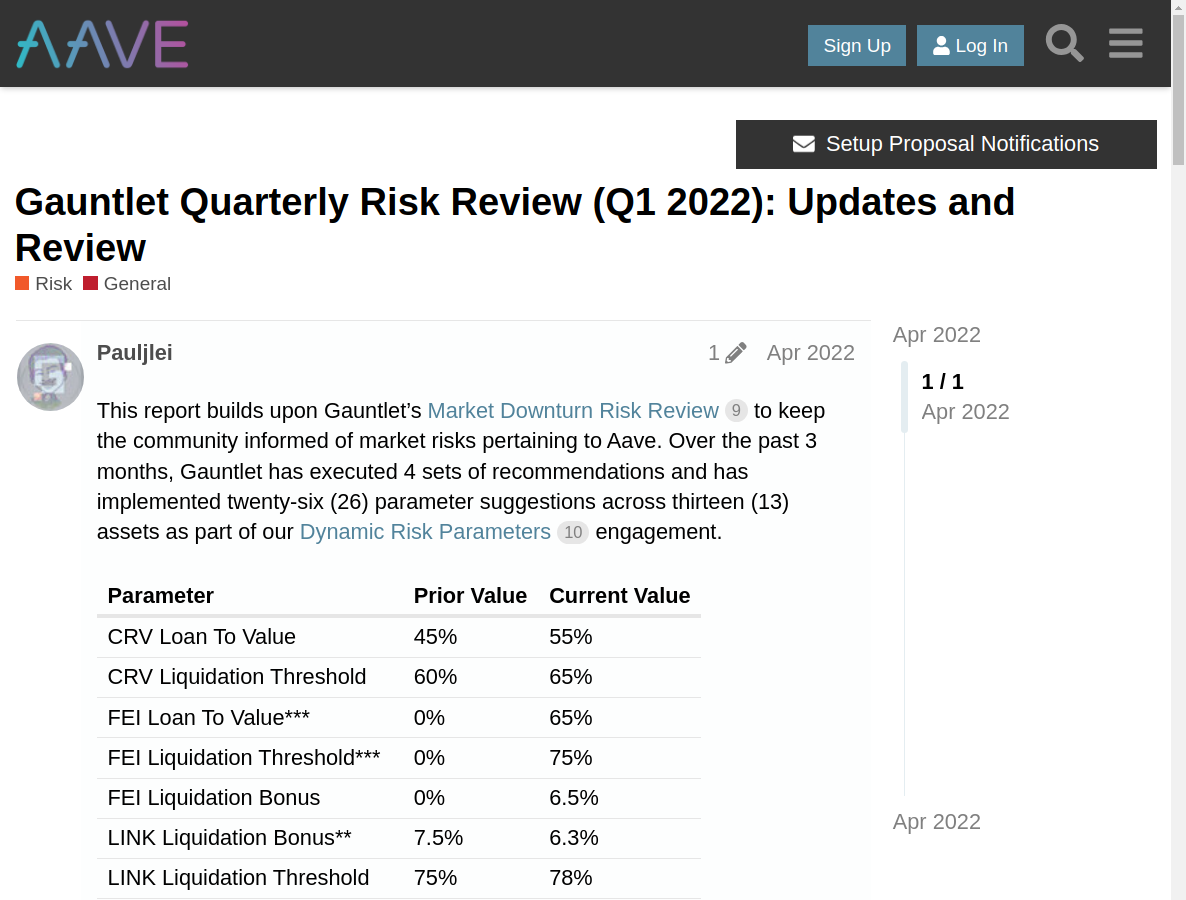 AAVE
Sign Up
Log In
Setup Proposal Notifications
Gauntlet Quarterly Risk Review (Q1 2022): Updates and
Review
Risk General
Pauljlei 1 Apr 2022
This report builds upon Gauntlet’s Market Downturn Risk Review 9 to keep
the community informed of market risks pertaining to Aave. Over the past 3
months, Gauntlet has executed 4 sets of recommendations and has
implemented twenty-six (26) parameter suggestions across thirteen (13)
assets as part of our Dynamic Risk Parameters 10 engagement.
Parameter Prior Value Current Value
CRV Loan To Value 45% 55%
CRV Liquidation Threshold 60% 65%
FEI Loan To Value*** 0% 65%
FEI Liquidation Threshold*** 0% 75%
FEI Liquidation Bonus 0% 6.5%
LINK Liquidation Bonus** 7.5% 6.3%
LINK Liquidation Threshold 75% 78%
Apr 2022
1 / 1
Apr 2022
Apr 2022